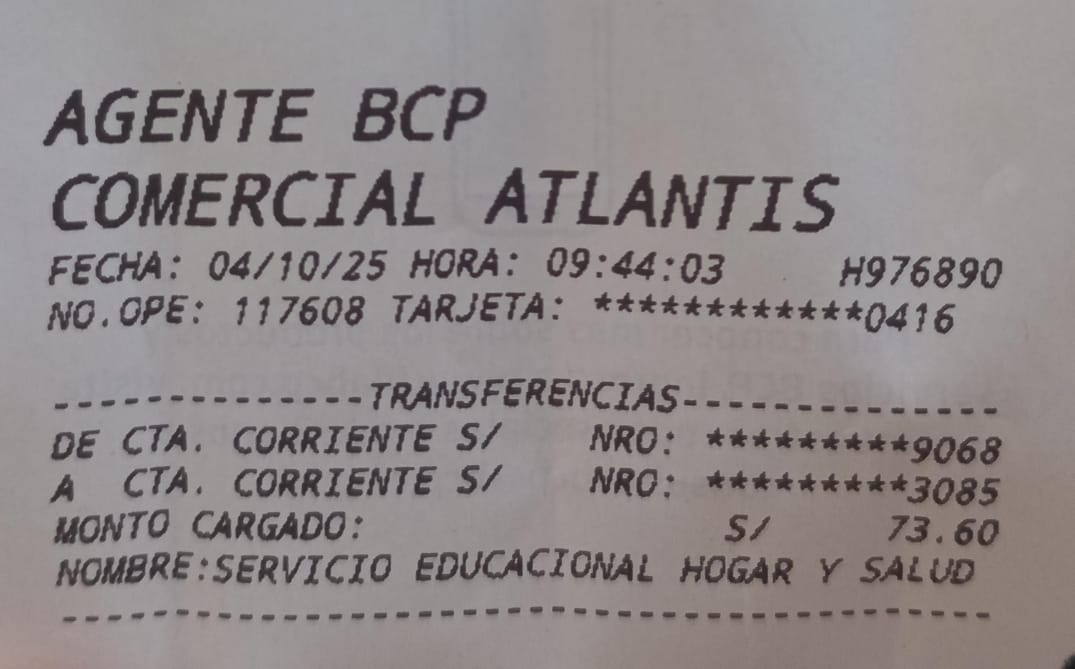 AGENTE BCP
COMERCIAL ATLANTIS
FECHA: 04/10/25 HORA: 09:44:03 H976890
NO.OPE: 117608 TARJETA: ************0416
--------------TRANSFERENCIAS--------------
DE CTA. CORRIENTE S/ NRO: *********9068
A CTA. CORRIENTE S/ NRO: *********3085
MONTO CARGADO: S/ 73.60
NOMBRE:SERVICIO EDUCACIONAL HOGAR Y SALUD
------------------------------------------